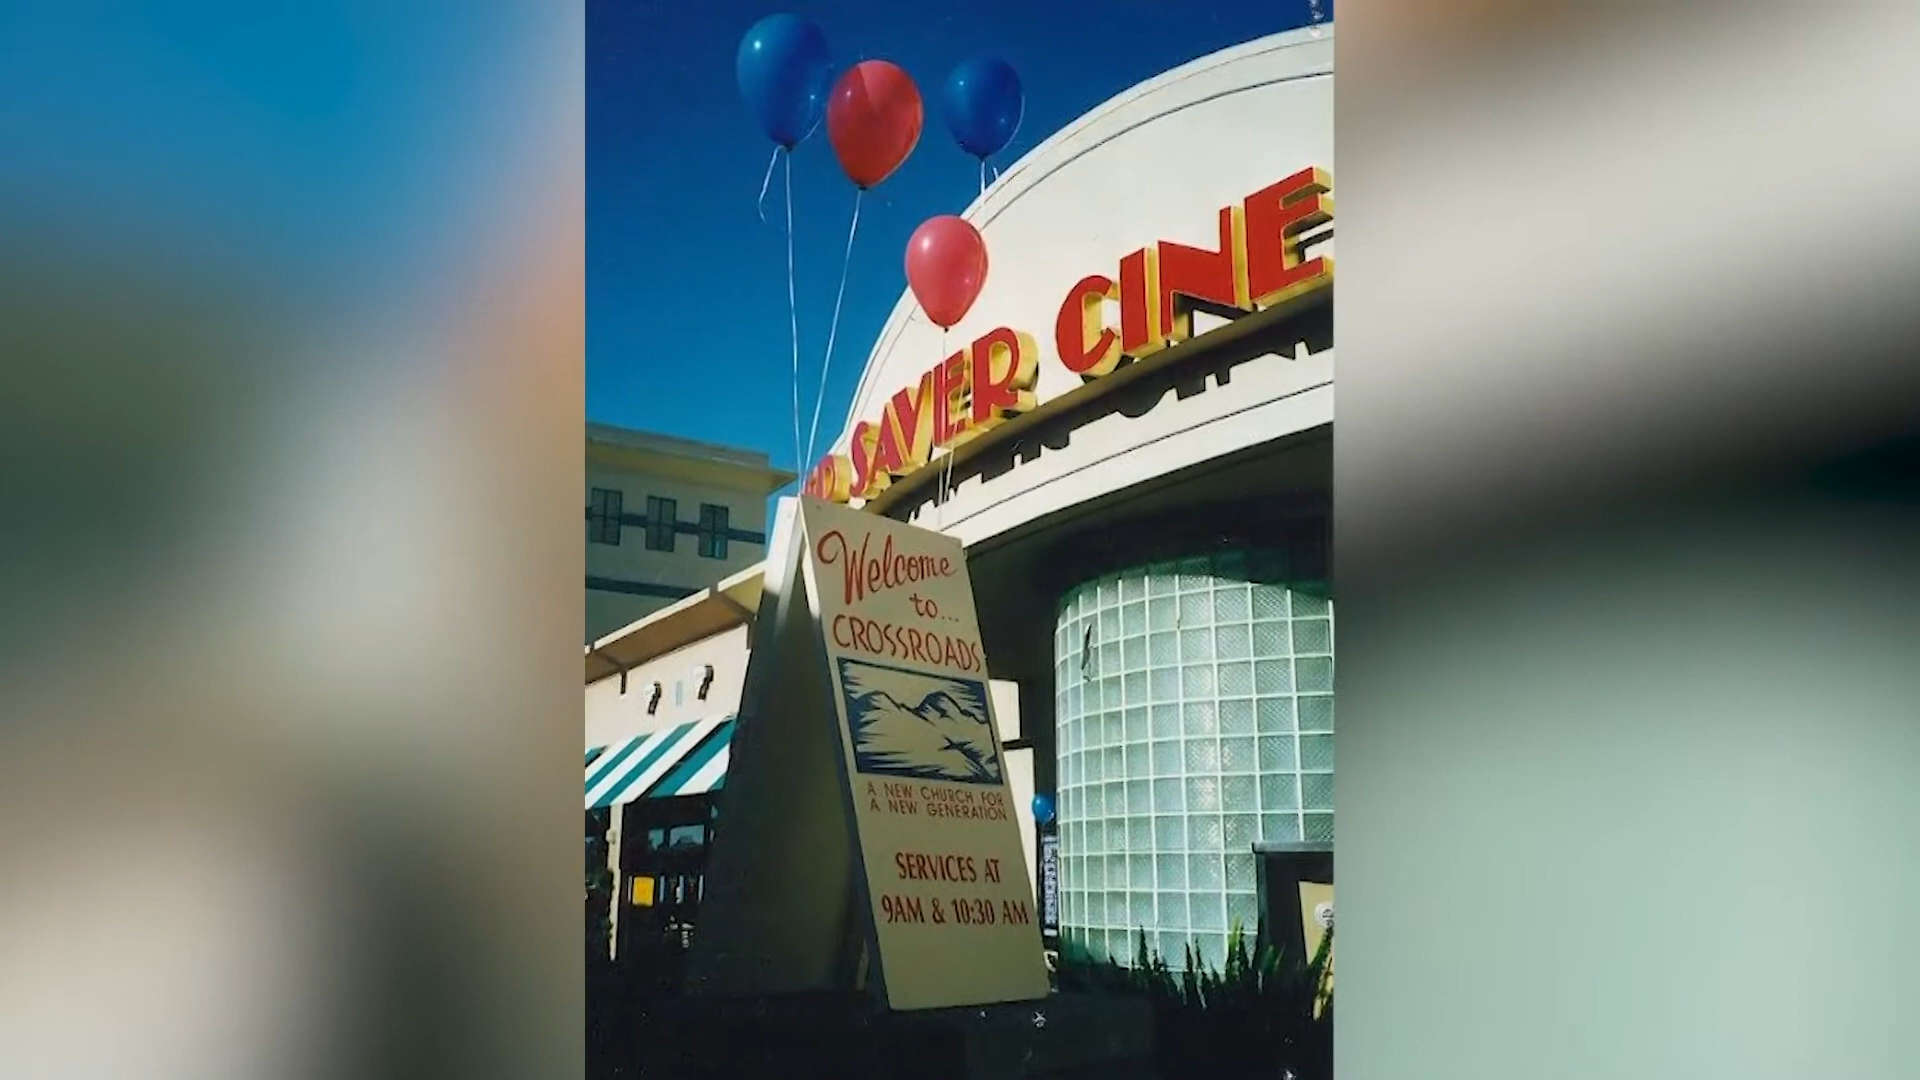 SAVER CINE
Welcome
to...
CROSSROADS
A NEW CHURCH FOR
A NEW GENERATION
SERVICES AT
9AM & 10:30 AM